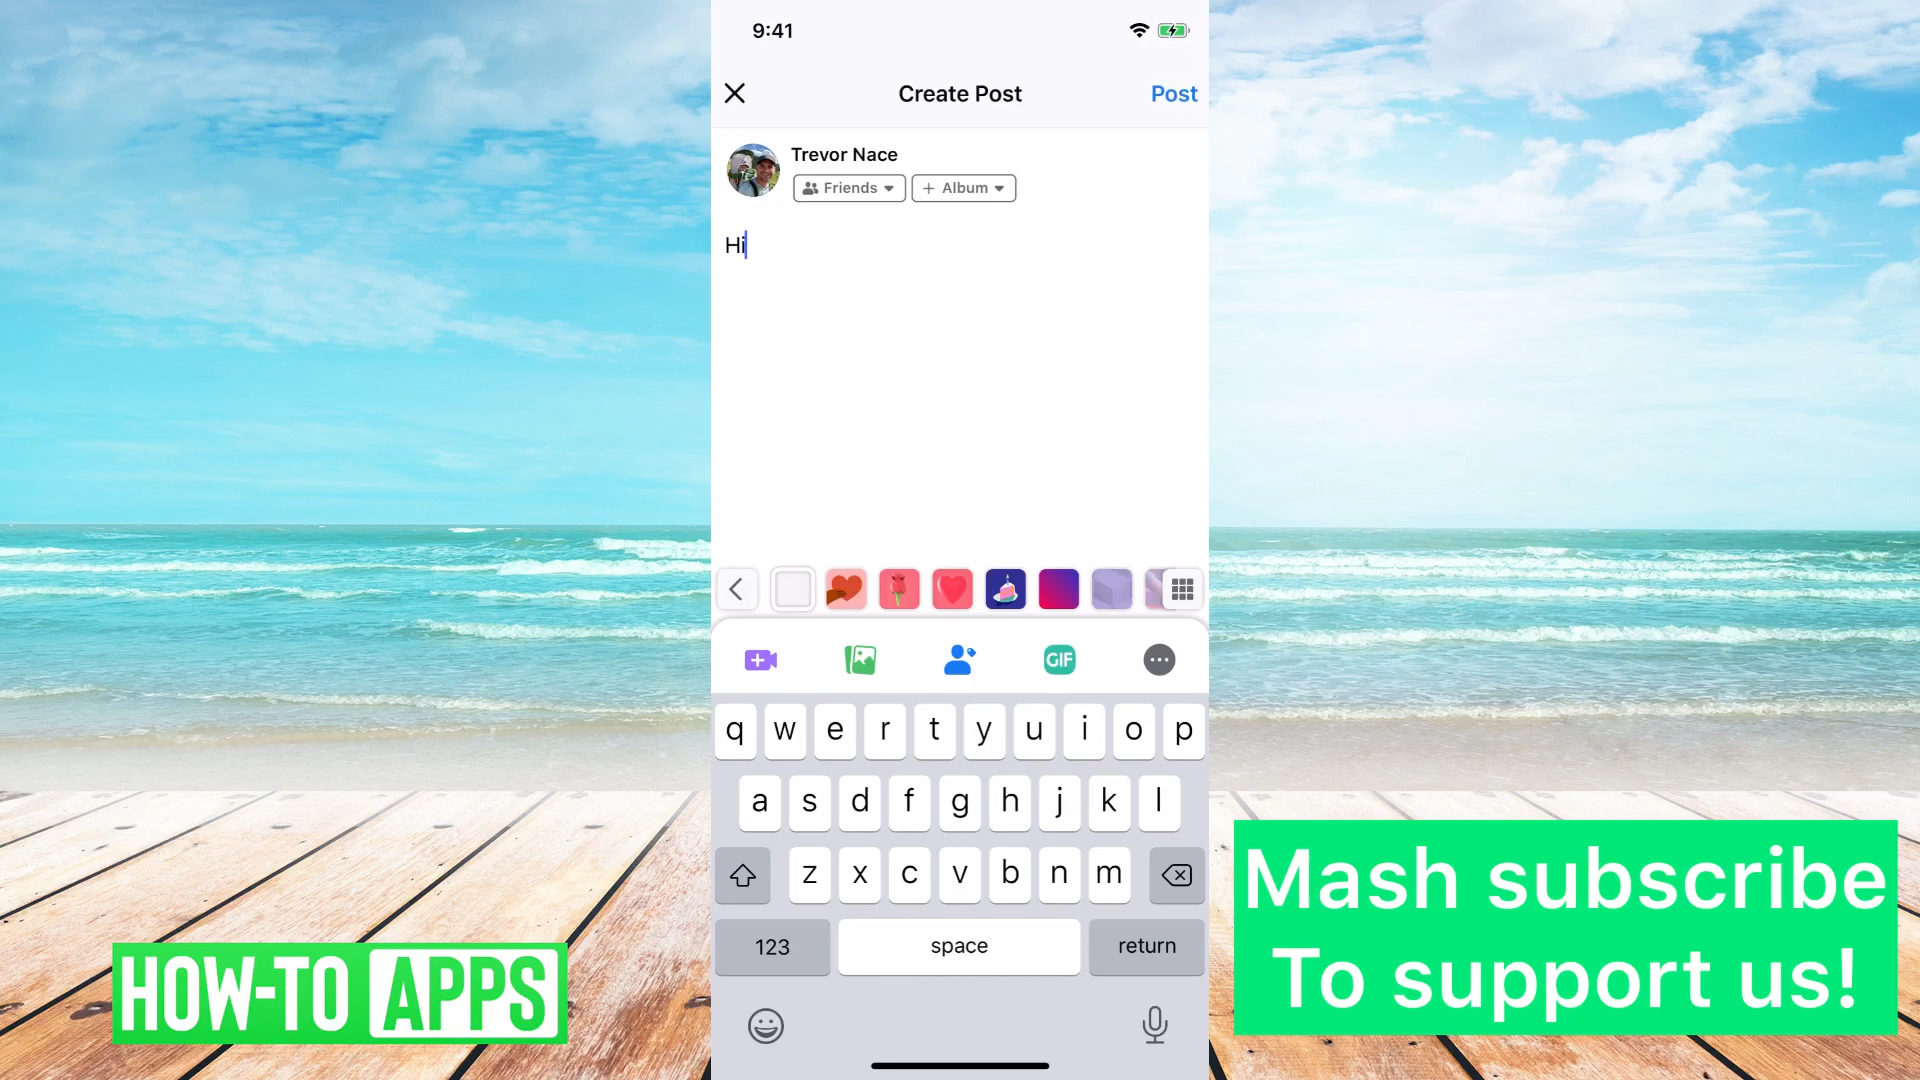 9:41
Create Post
Post
Trevor Nace
Friends
+ Album
Hi
GIF
q w e r t y u i o p
a s d f g h j k l
z x c v b n m
123
space
return
HOW-TO APPS
Mash subscribe
To support us!